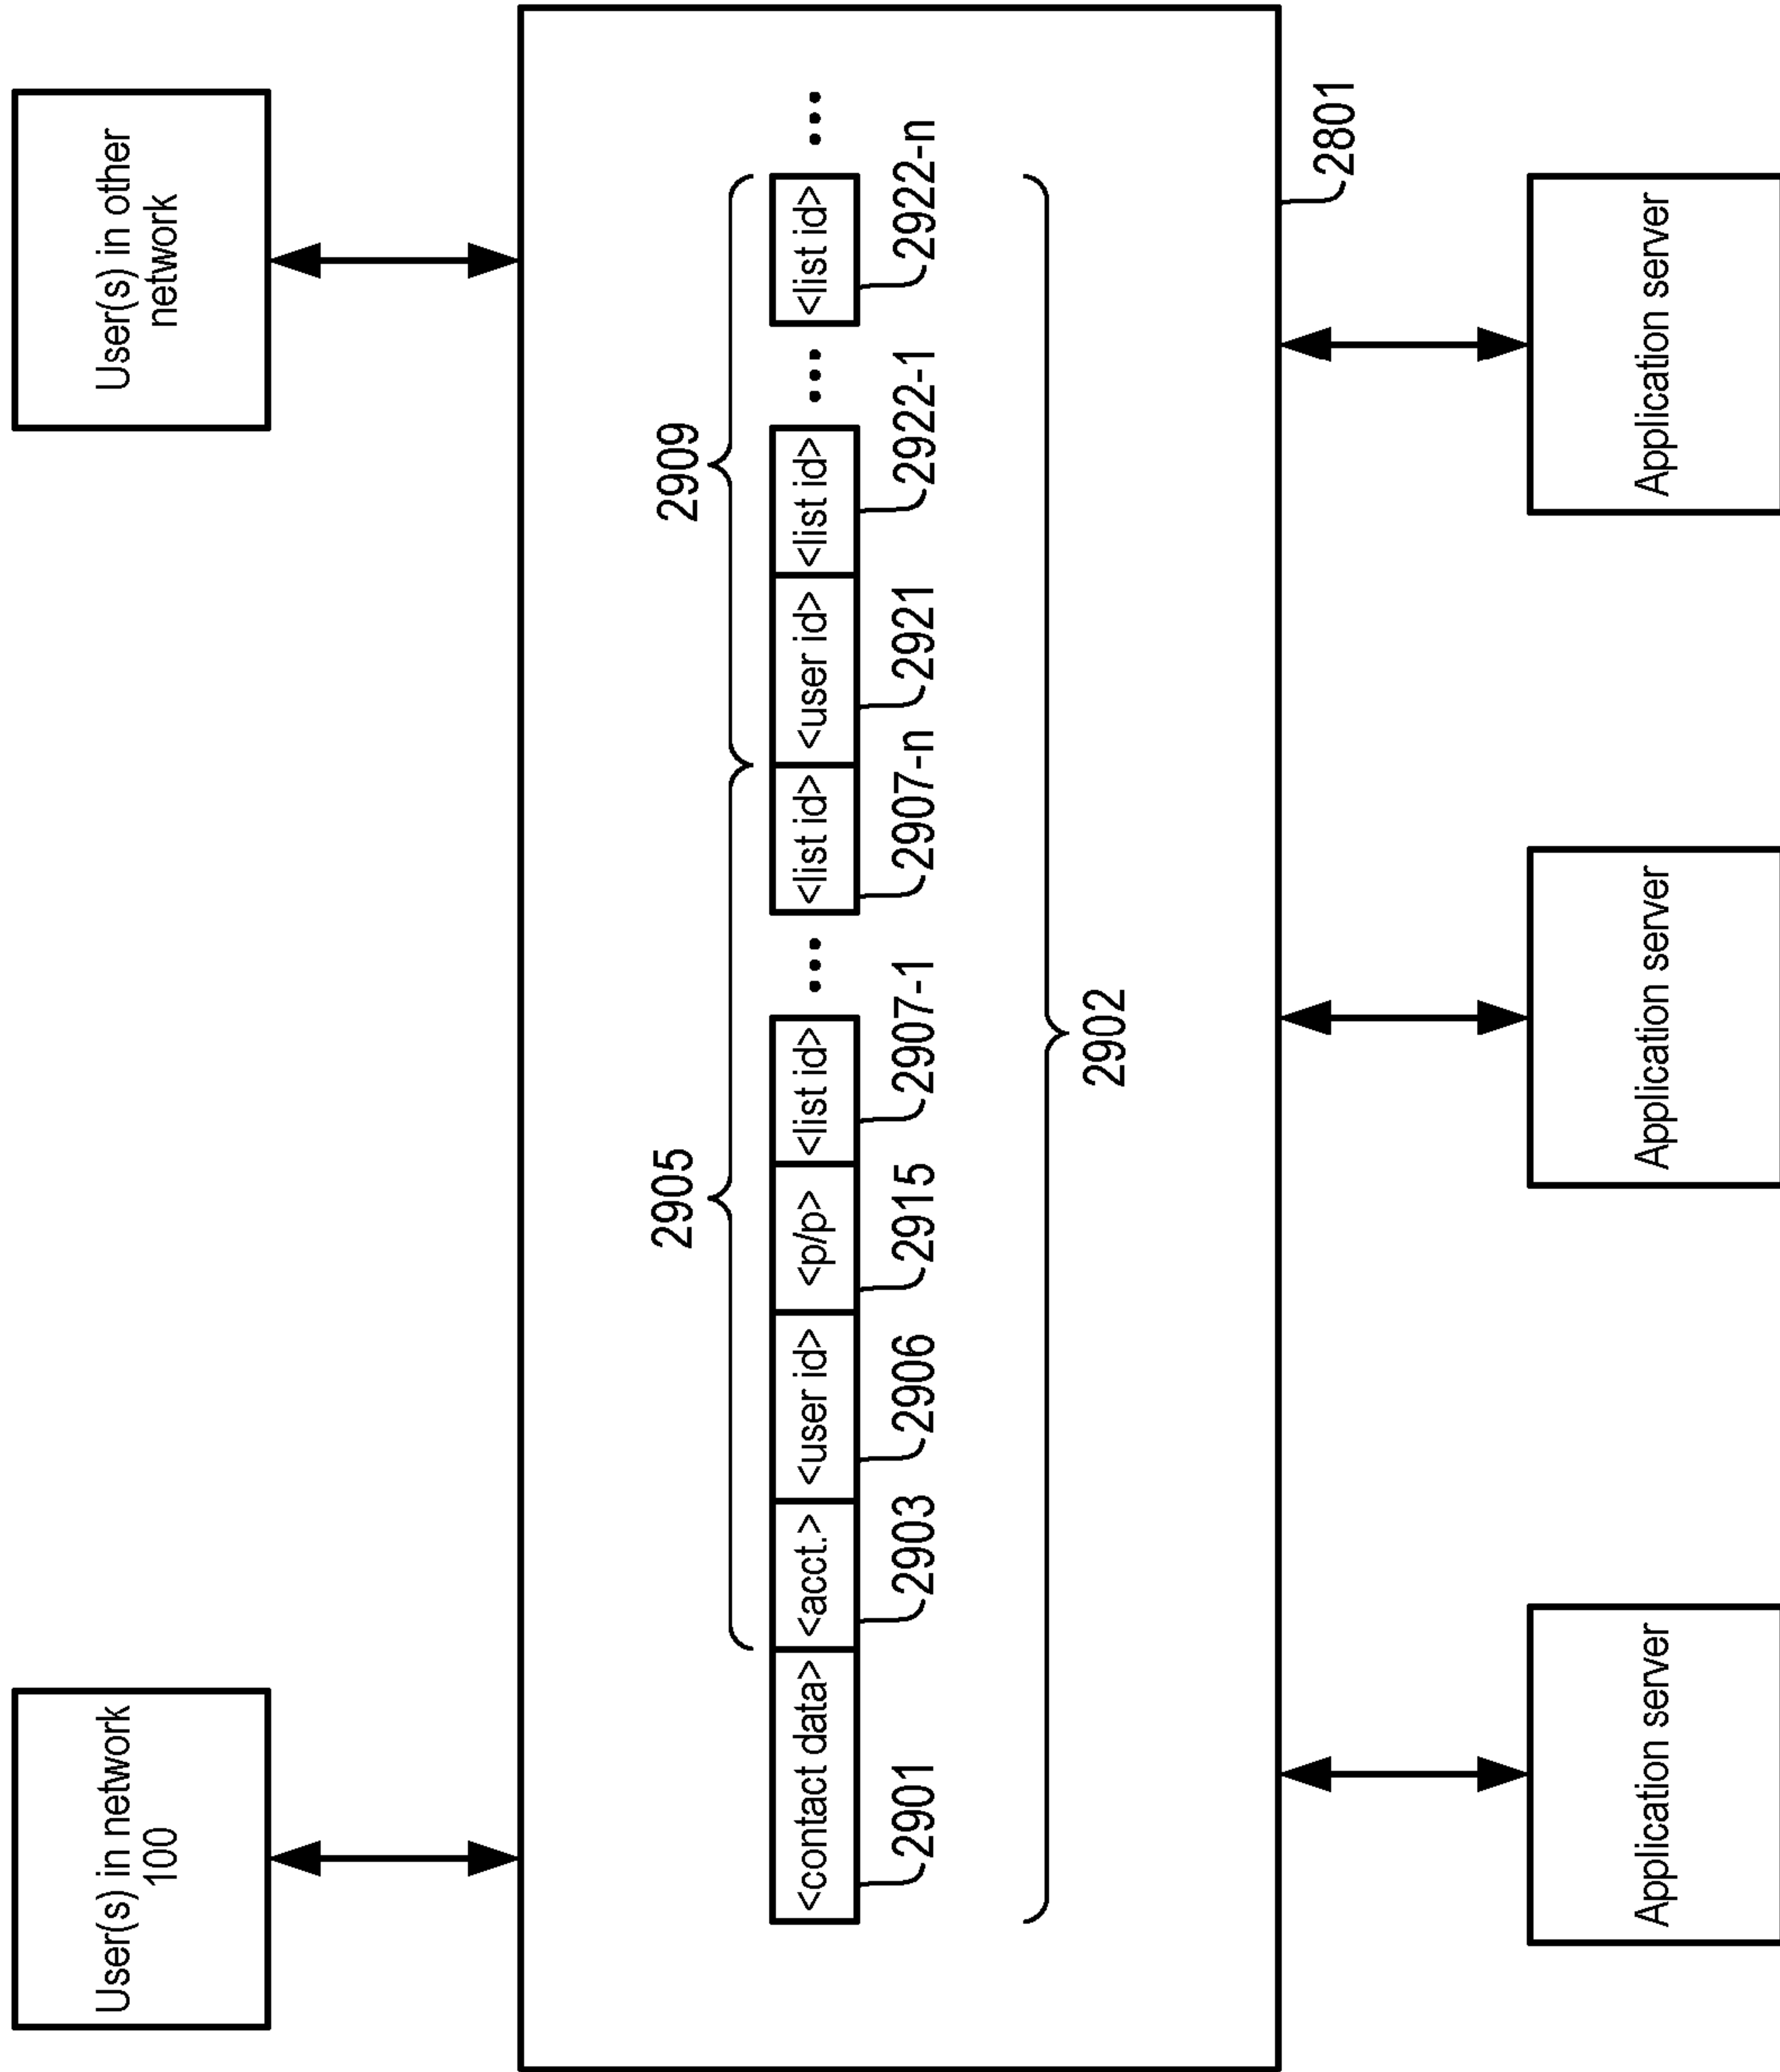 User(s) in network
100
User(s) in other
network
2905
2909
<contact data>
<acct.>
<user id>
<p/p>
<list id>
•••
<list id>
<user id>
<list id>
•••
<list id>
•••
2901
2903
2906
2915
2907-1
2907-n
2921
2922-1
2922-n
2902
2801
Application server
Application server
Application server